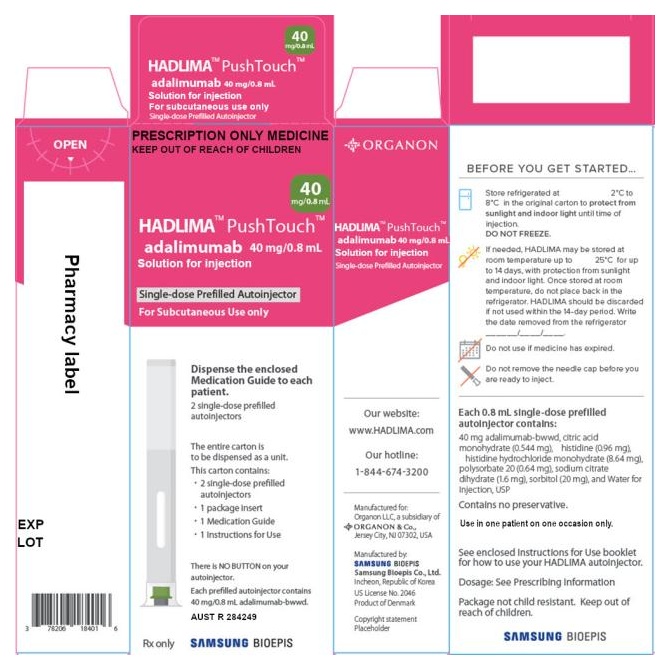 40
mg/0.8 mL
HADLIMA™ PushTouch™
adalimumab 40 mg/0.8 mL
Solution for injection
For subcutaneous use only
Single-dose Prefilled Autoinjector
OPEN
Pharmacy label
EXP
LOT
3 78206 18401 6
PRESCRIPTION ONLY MEDICINE
KEEP OUT OF REACH OF CHILDREN
40
mg/0.8 mL
HADLIMA™ PushTouch™
adalimumab 40 mg/0.8 mL
Solution for injection
Single-dose Prefilled Autoinjector
For Subcutaneous Use only
Dispense the enclosed
Medication Guide to each
patient.
2 single-dose prefilled
autoinjectors
The entire carton is
to be dispensed as a unit.
This carton contains:
• 2 single-dose prefilled
autoinjectors
• 1 package insert
• 1 Medication Guide
• 1 Instructions for Use
There is NO BUTTON on your
autoinjector.
Each prefilled autoinjector contains
40 mg/0.8 mL adalimumab-bwwd.
AUST R 284249
Rx only SAMSUNG BIOEPIS
ORGANON
HADLIMA™ PushTouch™
adalimumab 40 mg/0.8 mL
Solution for injection
Single-dose Prefilled Autoinjector
Our website:
www.HADLIMA.com
Our hotline:
1-844-674-3200
Manufactured for:
Organon LLC, a subsidiary of
ORGANON & Co.,
Jersey City, NJ 07302, USA
Manufactured by:
SAMSUNG BIOEPIS
Samsung Bioepis Co., Ltd.
Incheon, Republic of Korea
US License No. 2046
Product of Denmark
Copyright statement
Placeholder
BEFORE YOU GET STARTED...
Store refrigerated at 2°C to
8°C in the original carton to protect from
sunlight and indoor light until time of
injection.
DO NOT FREEZE.
If needed, HADLIMA may be stored at
room temperature up to 25°C for up
to 14 days, with protection from sunlight
and indoor light. Once stored at room
temperature, do not place back in the
refrigerator. HADLIMA should be discarded
if not used within the 14-day period. Write
the date removed from the refrigerator
______/____/____.
Do not use if medicine has expired.
Do not remove the needle cap before you
are ready to inject.
Each 0.8 mL single-dose prefilled
autoinjector contains:
40 mg adalimumab-bwwd, citric acid
monohydrate (0.544 mg), histidine (0.96 mg),
histidine hydrochloride monohydrate (8.64 mg),
polysorbate 20 (0.64 mg), sodium citrate
dihydrate (1.6 mg), sorbitol (20 mg), and Water for
Injection, USP
Contains no preservative.
Use in one patient on one occasion only.
See enclosed Instructions for Use booklet
for how to use your HADLIMA autoinjector.
Dosage: See Prescribing Information
Package not child resistant. Keep out of
reach of children.
SAMSUNG BIOEPIS